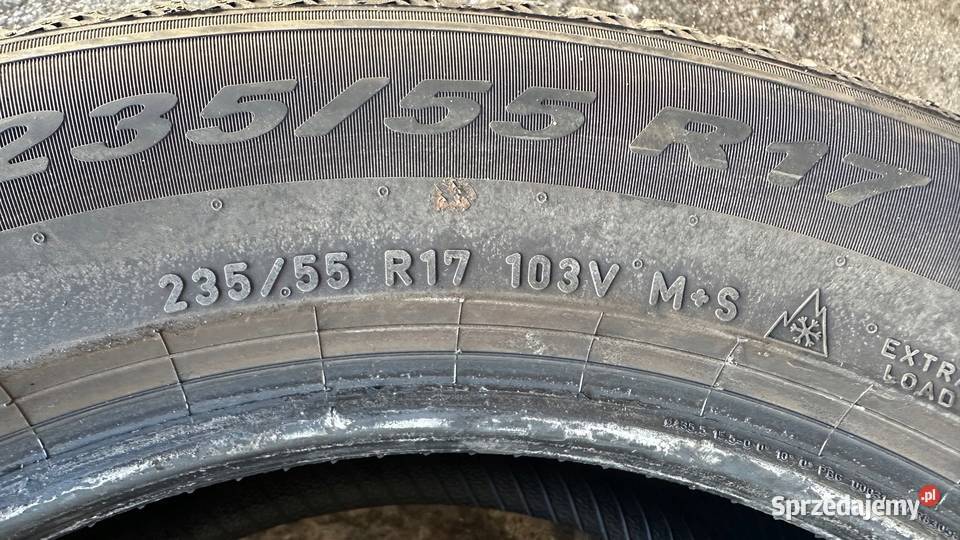 235/55 R17
235/55 R17 103V M+S
EXTRA
LOAD
Sprzedajemy.pl